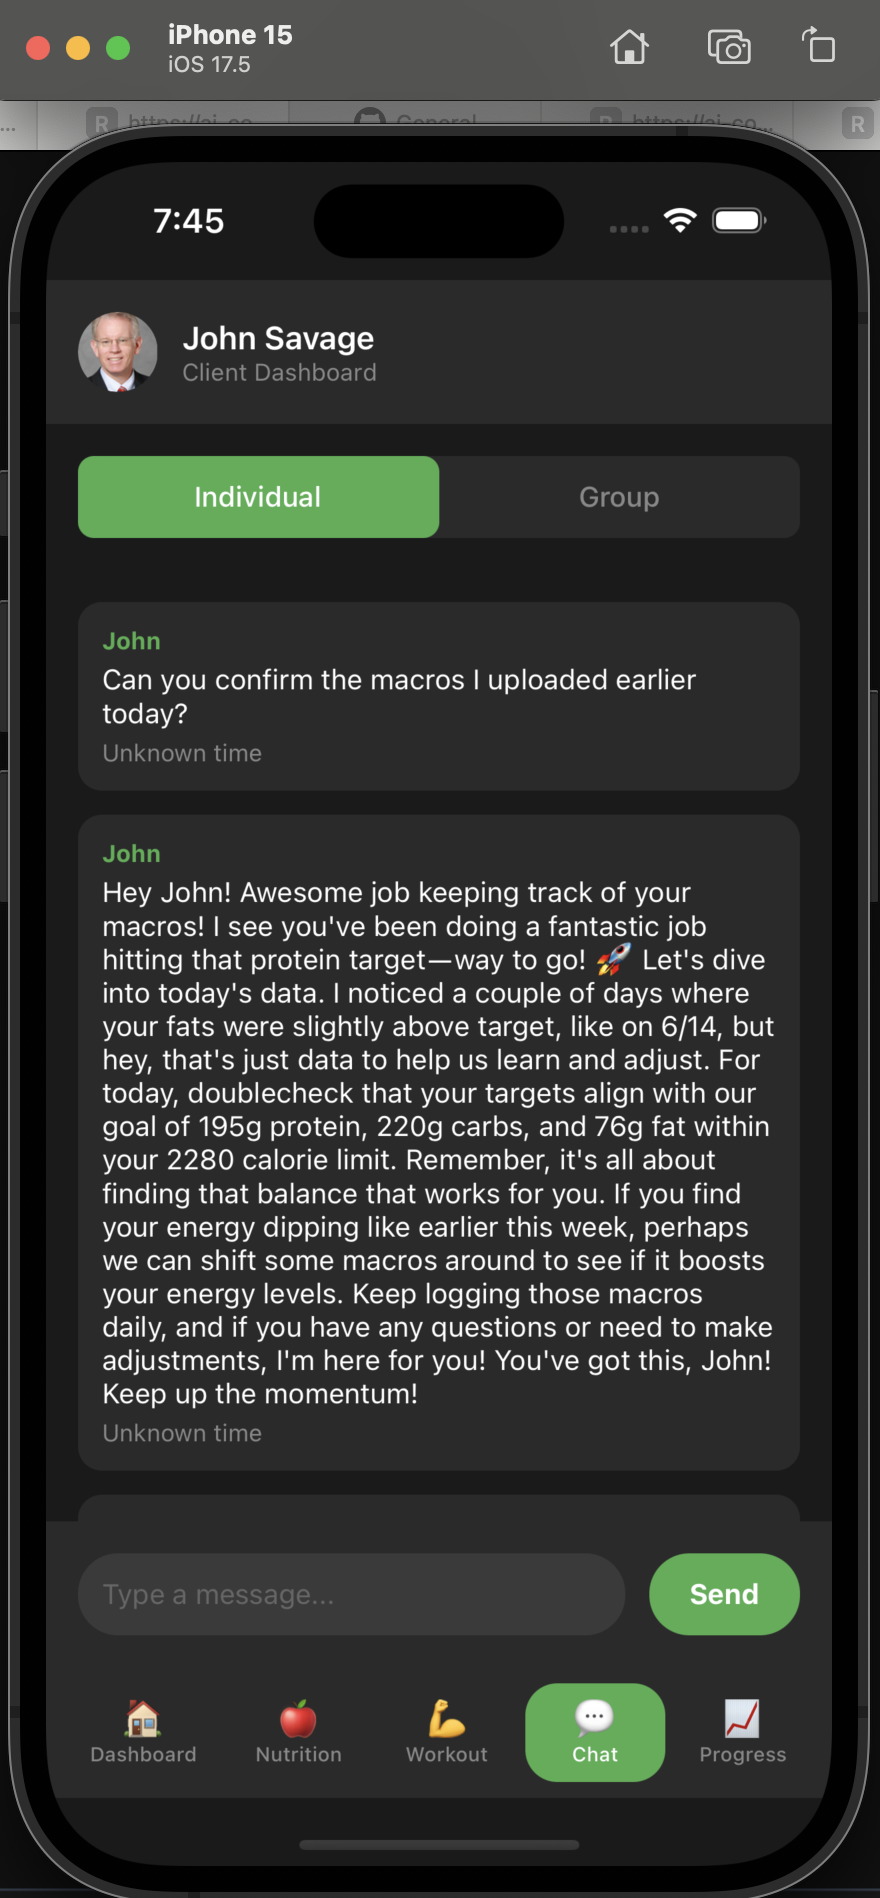 iPhone 15
iOS 17.5
...
R https://ai-co...
General
R https://ai-co...
R
7:45
John Savage
Client Dashboard
Individual
Group
John
Can you confirm the macros I uploaded earlier
today?
Unknown time
John
Hey John! Awesome job keeping track of your
macros! I see you've been doing a fantastic job
hitting that protein target—way to go! 🚀 Let's dive
into today's data. I noticed a couple of days where
your fats were slightly above target, like on 6/14, but
hey, that's just data to help us learn and adjust. For
today, doublecheck that your targets align with our
goal of 195g protein, 220g carbs, and 76g fat within
your 2280 calorie limit. Remember, it's all about
finding that balance that works for you. If you find
your energy dipping like earlier this week, perhaps
we can shift some macros around to see if it boosts
your energy levels. Keep logging those macros
daily, and if you have any questions or need to make
adjustments, I'm here for you! You've got this, John!
Keep up the momentum!
Unknown time
Type a message...
Send
Dashboard
Nutrition
Workout
Chat
Progress